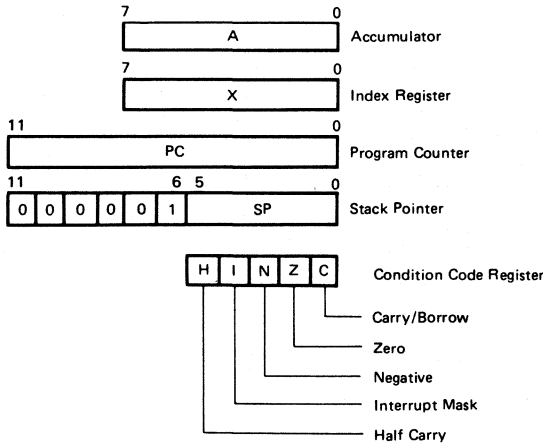 7 0
A Accumulator
7 0
X Index Register
11 0
PC Program Counter
11 6 5 0
0 0 0 0 0 1 SP Stack Pointer
H I N Z C Condition Code Register
Carry/Borrow
Zero
Negative
Interrupt Mask
Half Carry